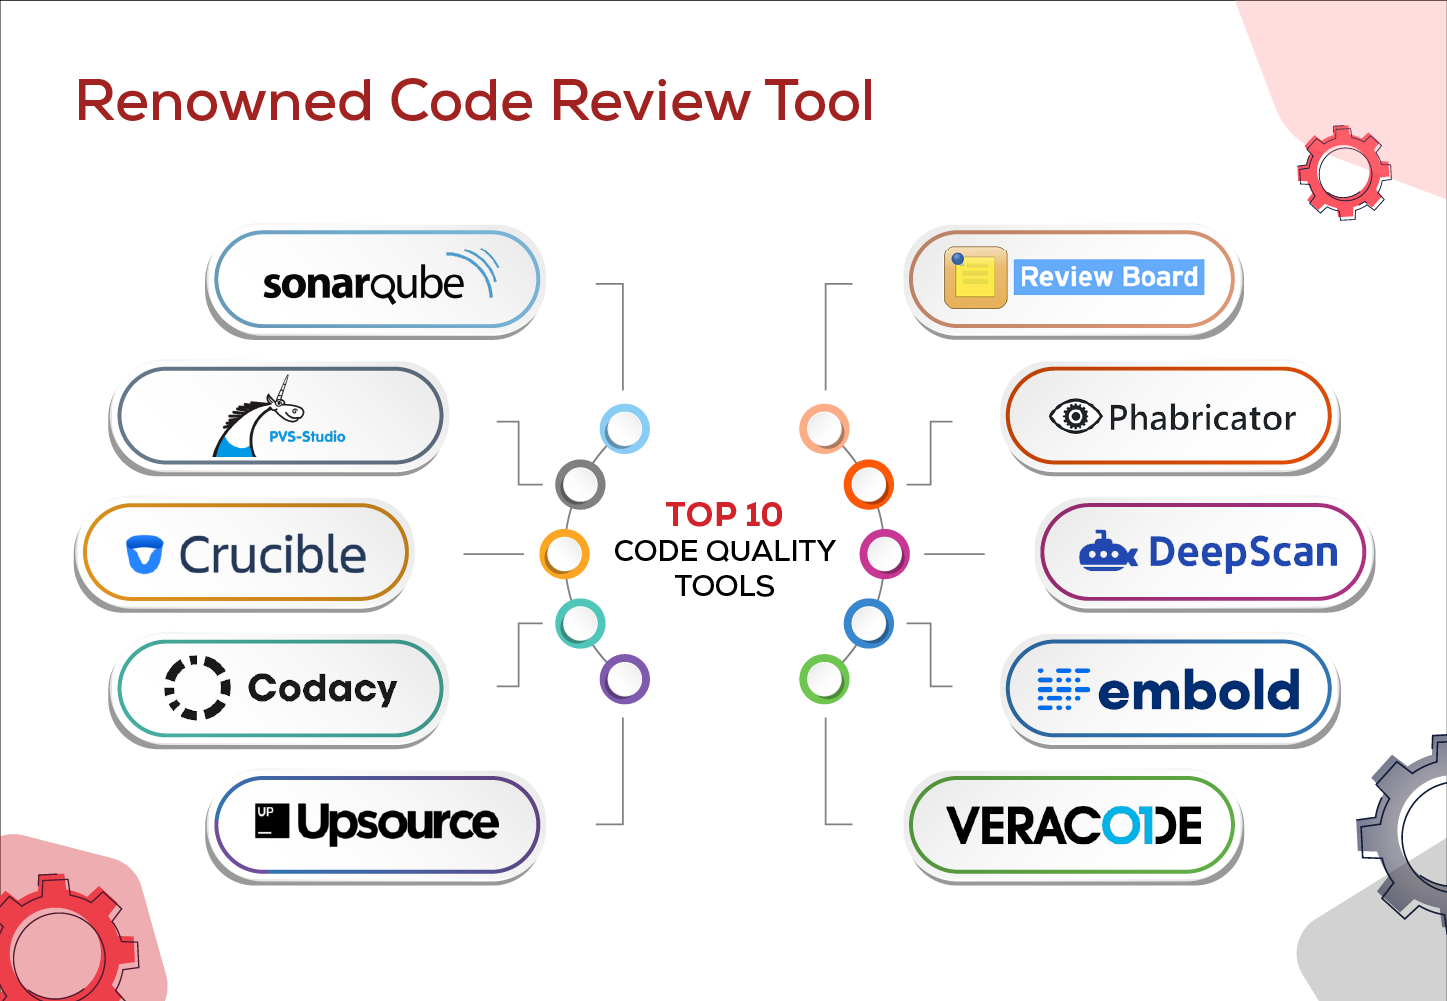 Renowned Code Review Tool
sonarqube
PVS-Studio
Crucible
Codacy
UP
Upsource
TOP 10
CODE QUALITY
TOOLS
Review Board
Phabricator
DeepScan
embold
VERACODE